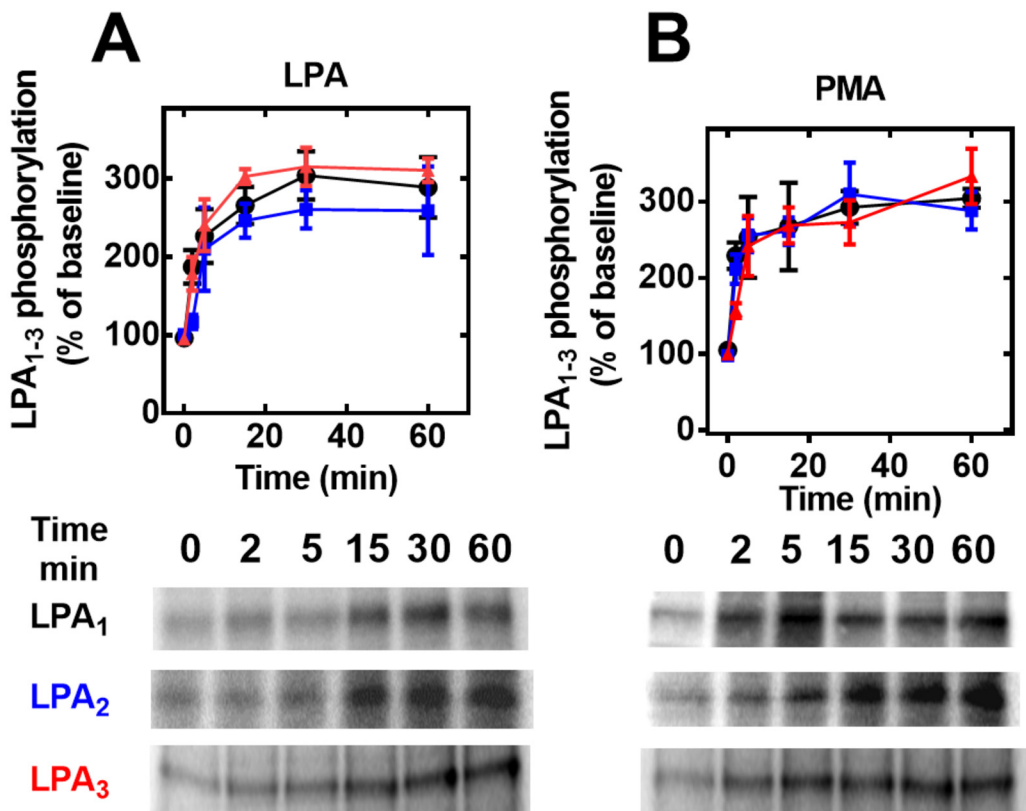 A
LPA
LPA1-3 phosphorylation
(% of baseline)
300
200
100
0
0 20 40 60
Time (min)
B
PMA
LPA1-3 phosphorylation
(% of baseline)
300
200
100
0
0 20 40 60
Time (min)
Time
min
0 2 5 15 30 60
0 2 5 15 30 60
LPA1
LPA2
LPA3